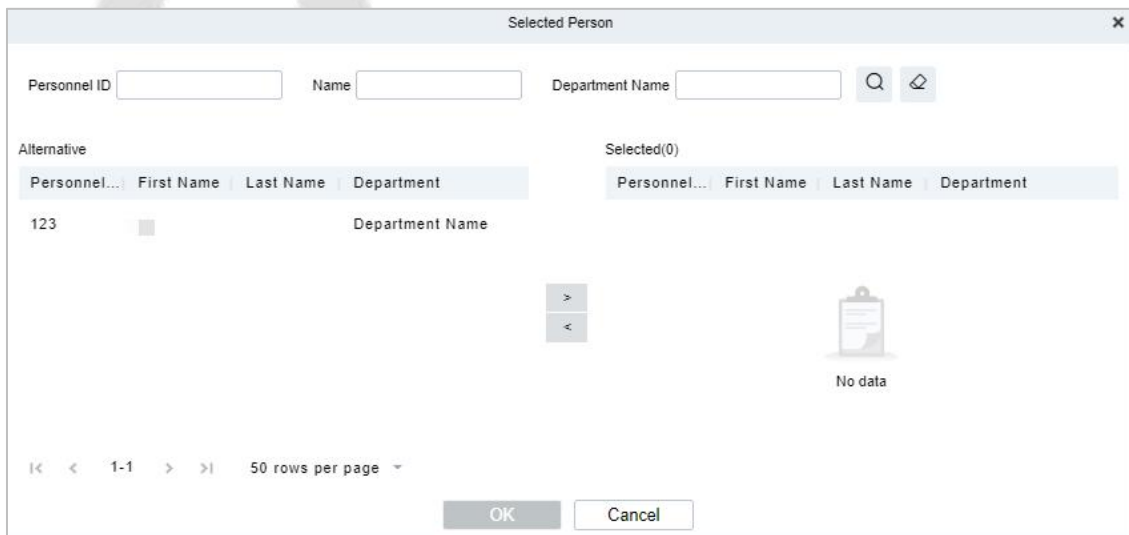 Selected Person
Personnel ID Name Department Name
Alternative Selected(0)
Personnel... First Name Last Name Department Personnel... First Name Last Name Department
123 Department Name
>
<
No data
1-1 50 rows per page
OK Cancel